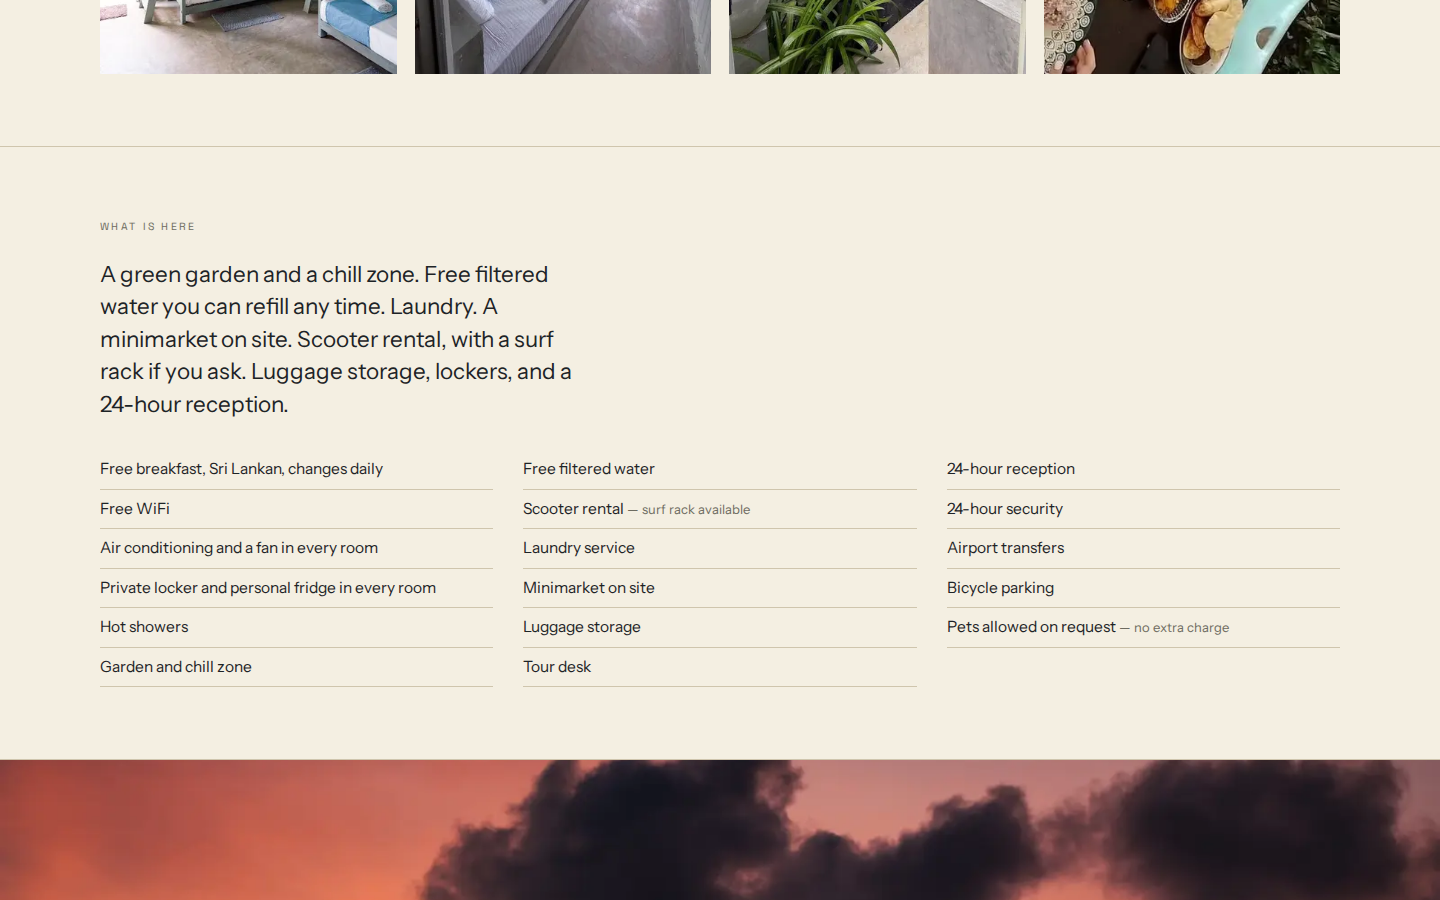 WHAT IS HERE
A green garden and a chill zone. Free filtered
water you can refill any time. Laundry. A
minimarket on site. Scooter rental, with a surf
rack if you ask. Luggage storage, lockers, and a
24-hour reception.
Free breakfast, Sri Lankan, changes daily
Free WiFi
Air conditioning and a fan in every room
Private locker and personal fridge in every room
Hot showers
Garden and chill zone
Free filtered water
Scooter rental — surf rack available
Laundry service
Minimarket on site
Luggage storage
Tour desk
24-hour reception
24-hour security
Airport transfers
Bicycle parking
Pets allowed on request — no extra charge